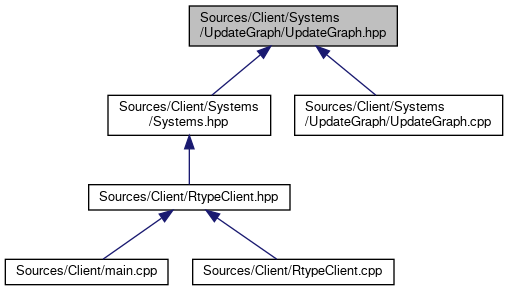 Sources/Client/Systems
/UpdateGraph/UpdateGraph.hpp
Sources/Client/Systems
/Systems.hpp
Sources/Client/Systems
/UpdateGraph/UpdateGraph.cpp
Sources/Client/RtypeClient.hpp
Sources/Client/main.cpp
Sources/Client/RtypeClient.cpp